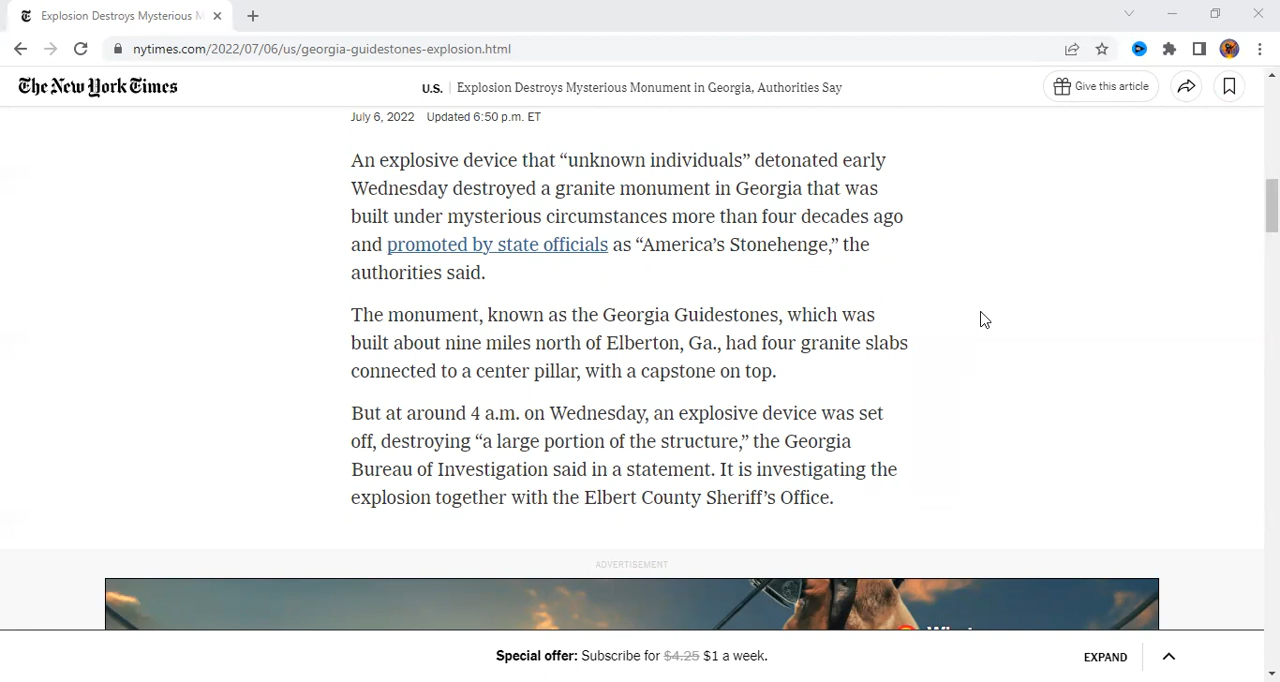 Explosion Destroys Mysterious M
nytimes.com/2022/07/06/us/georgia-guidestones-explosion.html
The New York Times
U.S. | Explosion Destroys Mysterious Monument in Georgia, Authorities Say
Give this article
July 6, 2022 Updated 6:50 p.m. ET
An explosive device that “unknown individuals” detonated early
Wednesday destroyed a granite monument in Georgia that was
built under mysterious circumstances more than four decades ago
and promoted by state officials as “America’s Stonehenge,” the
authorities said.
The monument, known as the Georgia Guidestones, which was
built about nine miles north of Elberton, Ga., had four granite slabs
connected to a center pillar, with a capstone on top.
But at around 4 a.m. on Wednesday, an explosive device was set
off, destroying “a large portion of the structure,” the Georgia
Bureau of Investigation said in a statement. It is investigating the
explosion together with the Elbert County Sheriff’s Office.
ADVERTISEMENT
Special offer: Subscribe for $4.25 $1 a week.
EXPAND